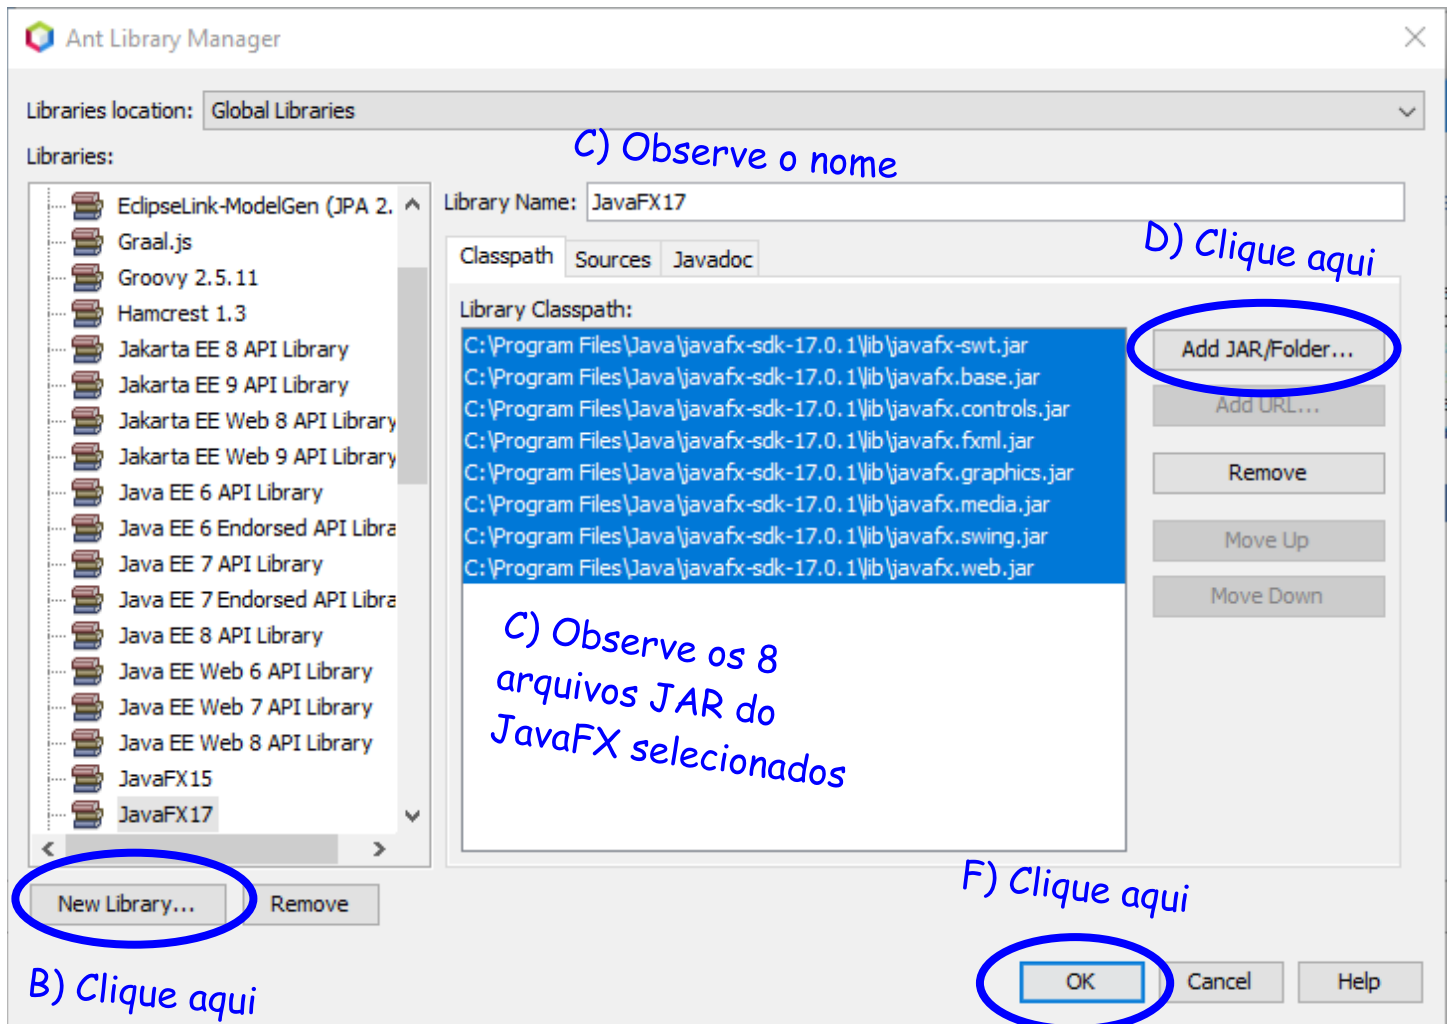 Ant Library Manager
Libraries location: Global Libraries
Libraries:
C) Observe o nome
Library Name: JavaFX17
D) Clique aqui
EclipseLink-ModelGen (JPA 2.
Graal.js
Groovy 2.5.11
Hamcrest 1.3
Jakarta EE 8 API Library
Jakarta EE 9 API Library
Jakarta EE Web 8 API Library
Jakarta EE Web 9 API Library
Java EE 6 API Library
Java EE 6 Endorsed API Libra
Java EE 7 API Library
Java EE 7 Endorsed API Libra
Java EE 8 API Library
Java EE Web 6 API Library
Java EE Web 7 API Library
Java EE Web 8 API Library
JavaFX15
JavaFX17
Classpath Sources Javadoc
Library Classpath:
C:\Program Files\Java\javafx-sdk-17.0.1\lib\javafx-swt.jar
C:\Program Files\Java\javafx-sdk-17.0.1\lib\javafx.base.jar
C:\Program Files\Java\javafx-sdk-17.0.1\lib\javafx.controls.jar
C:\Program Files\Java\javafx-sdk-17.0.1\lib\javafx.fxml.jar
C:\Program Files\Java\javafx-sdk-17.0.1\lib\javafx.graphics.jar
C:\Program Files\Java\javafx-sdk-17.0.1\lib\javafx.media.jar
C:\Program Files\Java\javafx-sdk-17.0.1\lib\javafx.swing.jar
C:\Program Files\Java\javafx-sdk-17.0.1\lib\javafx.web.jar
C) Observe os 8
arquivos JAR do
JavaFX selecionados
Add JAR/Folder...
Add URL...
Remove
Move Up
Move Down
New Library... Remove
B) Clique aqui
F) Clique aqui
OK Cancel Help